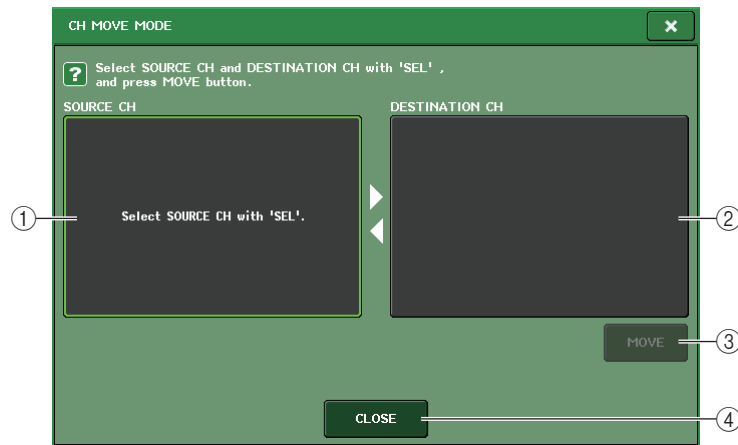 CH MOVE MODE
×
? Select SOURCE CH and DESTINATION CH with 'SEL' ,
and press MOVE button.
SOURCE CH
DESTINATION CH
① Select SOURCE CH with 'SEL'.
②
MOVE ③
CLOSE ④